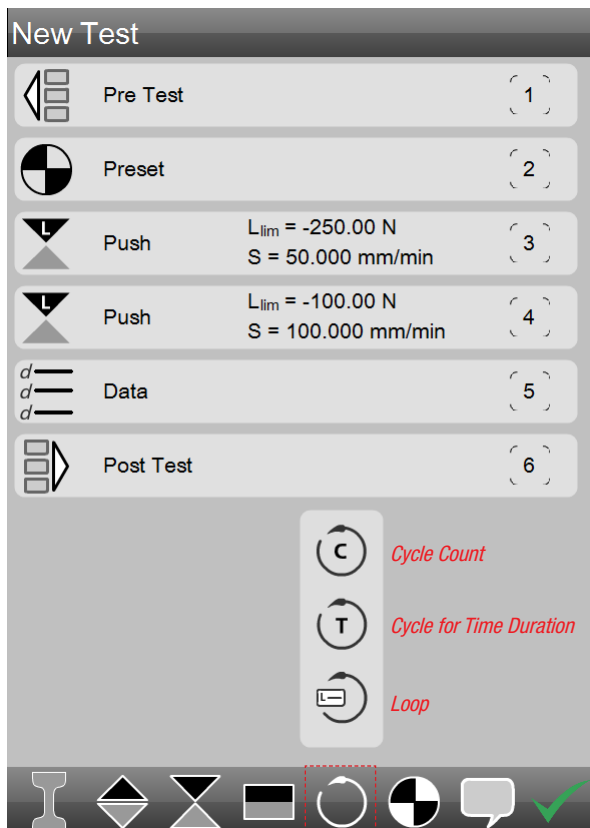 New Test
Pre Test 1
Preset 2
L Push Llim = -250.00 N 3
S = 50.000 mm/min
L Push Llim = -100.00 N 4
S = 100.000 mm/min
d
d Data 5
d
Post Test 6
C Cycle Count
T Cycle for Time Duration
L Loop